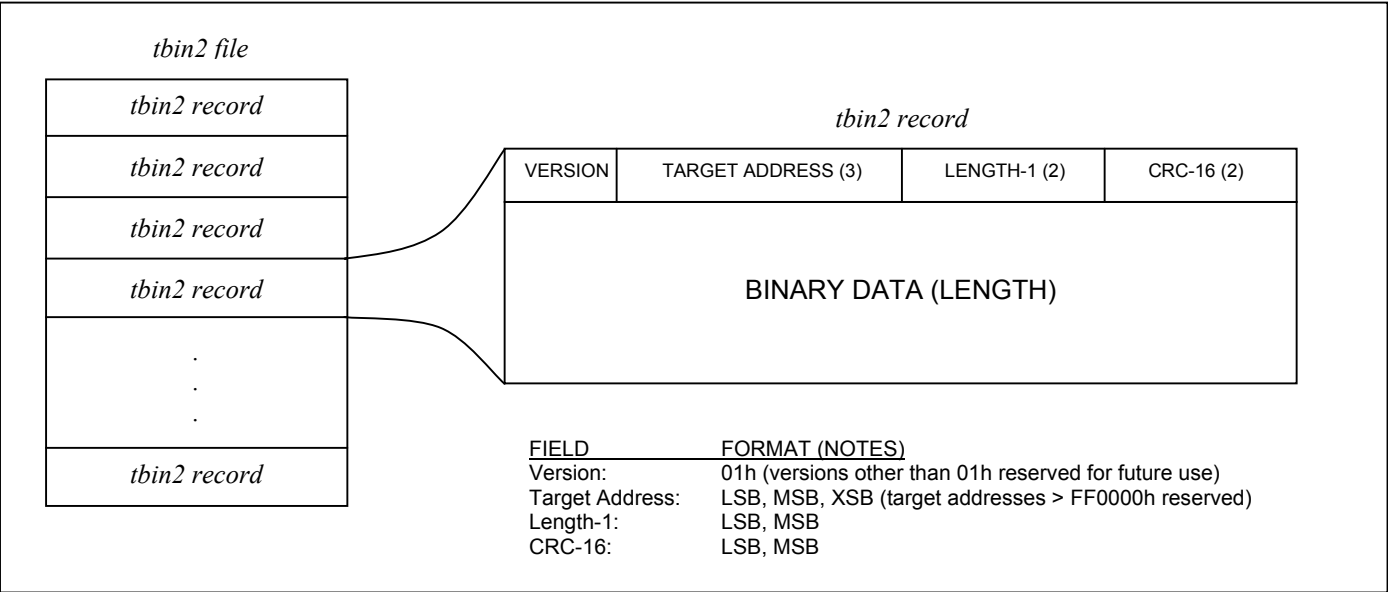 tbin2 file
tbin2 record
tbin2 record
tbin2 record
tbin2 record
.
.
.
tbin2 record
tbin2 record
VERSION TARGET ADDRESS (3) LENGTH-1 (2) CRC-16 (2)
BINARY DATA (LENGTH)
FIELD FORMAT (NOTES)
Version: 01h (versions other than 01h reserved for future use)
Target Address: LSB, MSB, XSB (target addresses > FF0000h reserved)
Length-1: LSB, MSB
CRC-16: LSB, MSB